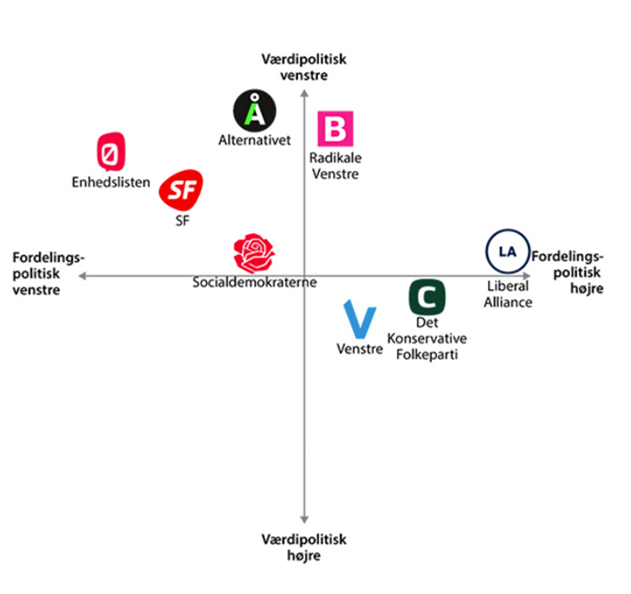 Værdipolitisk
venstre
Å
Alternativet
B
Radikale
Venstre
Ø
Enhedslisten
SF
SF
Fordelings-
politisk
venstre
Socialdemokraterne
LA
Liberal
Alliance
Fordelings-
politisk
højre
V
Venstre
C
Det
Konservative
Folkeparti
Værdipolitisk
højre